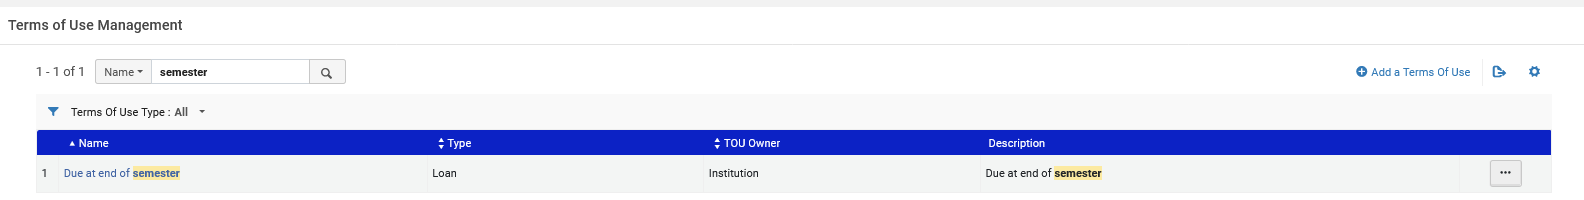 Terms of Use Management
1 - 1 of 1 Name semester Add a Terms Of Use
Terms Of Use Type : All
Name Type TOU Owner Description
1 Due at end of semester Loan Institution Due at end of semester